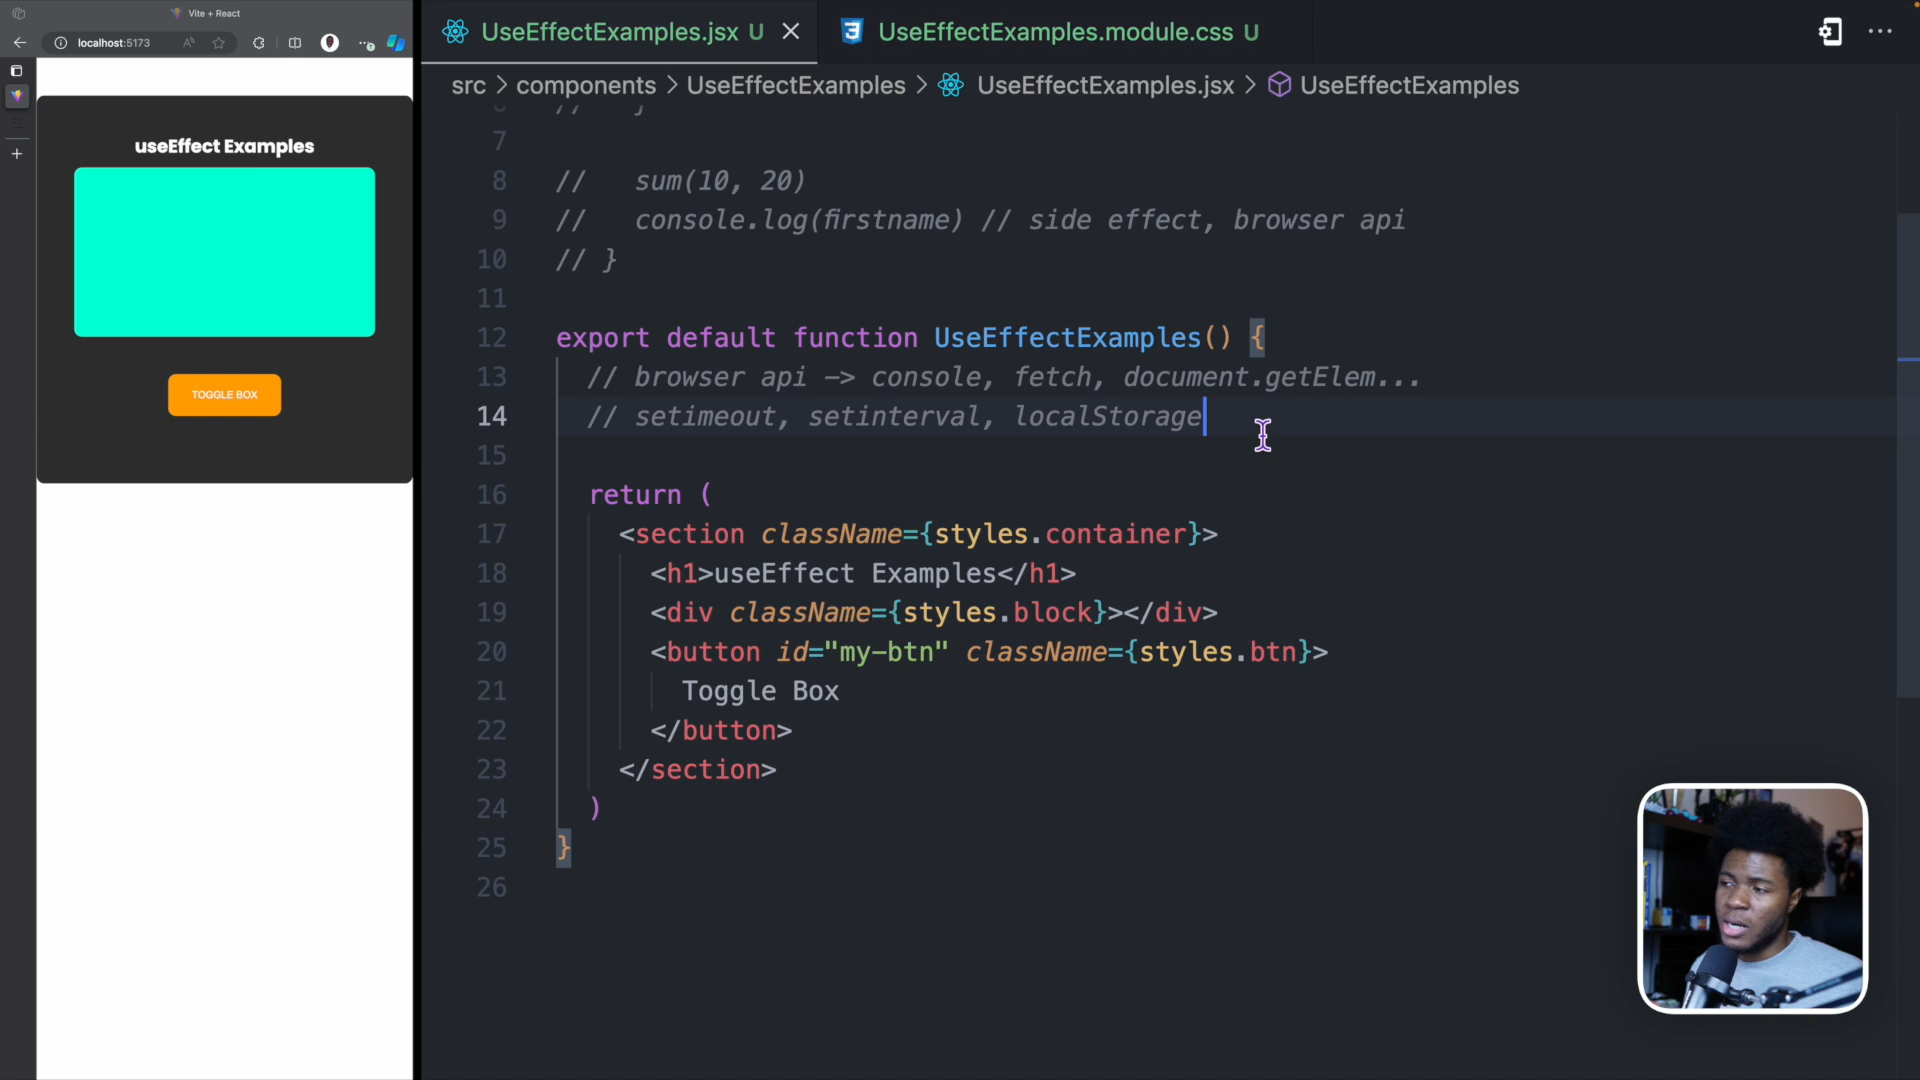 Vite + React
localhost:5173
useEffect Examples
TOGGLE BOX
UseEffectExamples.jsx U
UseEffectExamples.module.css U
src > components > UseEffectExamples > UseEffectExamples.jsx > UseEffectExamples
6 // }
7
8 // sum(10, 20)
9 // console.log(firstname) // side effect, browser api
10 // }
11
12 export default function UseEffectExamples() {
13 // browser api -> console, fetch, document.getElem...
14 // setimeout, setinterval, localStorage
15
16 return (
17 <section className={styles.container}>
18 <h1>useEffect Examples</h1>
19 <div className={styles.block}></div>
20 <button id="my-btn" className={styles.btn}>
21 Toggle Box
22 </button>
23 </section>
24 )
25 }
26